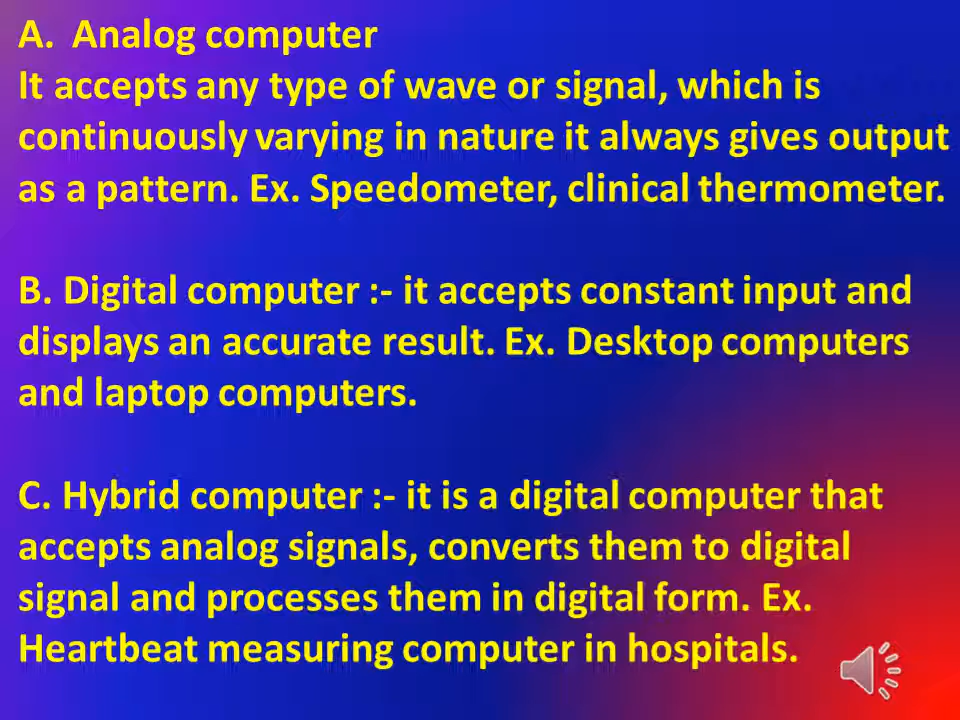 A. Analog computer
It accepts any type of wave or signal, which is
continuously varying in nature it always gives output
as a pattern. Ex. Speedometer, clinical thermometer.
B. Digital computer :- it accepts constant input and
displays an accurate result. Ex. Desktop computers
and laptop computers.
C. Hybrid computer :- it is a digital computer that
accepts analog signals, converts them to digital
signal and processes them in digital form. Ex.
Heartbeat measuring computer in hospitals.